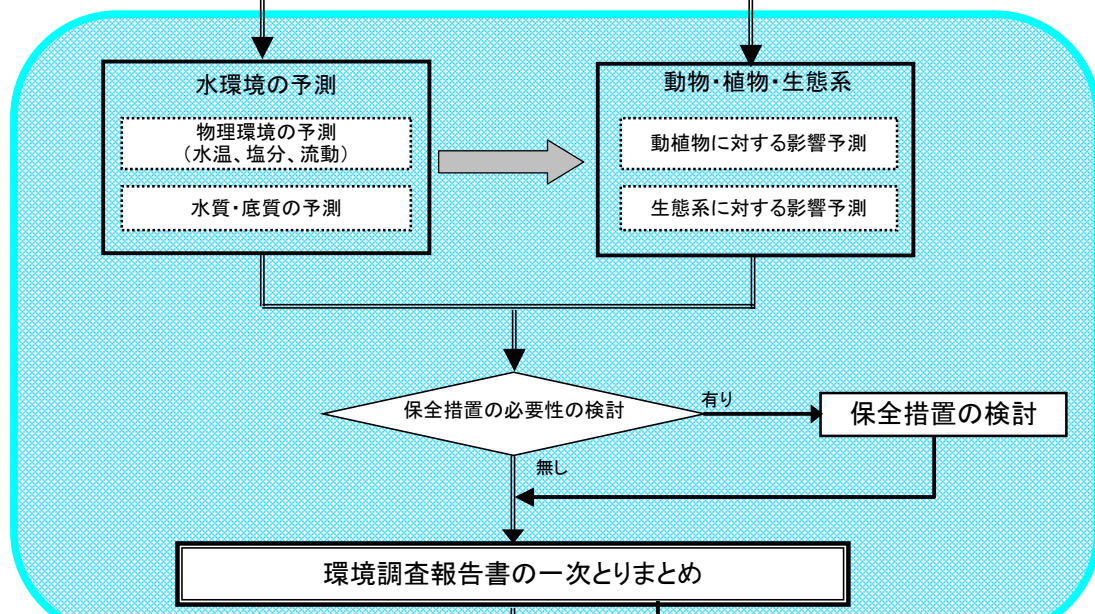 水環境の予測
物理環境の予測
（水温、塩分、流動）
水質・底質の予測
動物・植物・生態系
動植物に対する影響予測
生態系に対する影響予測
保全措置の必要性の検討
有り
保全措置の検討
無し
環境調査報告書の一次とりまとめ